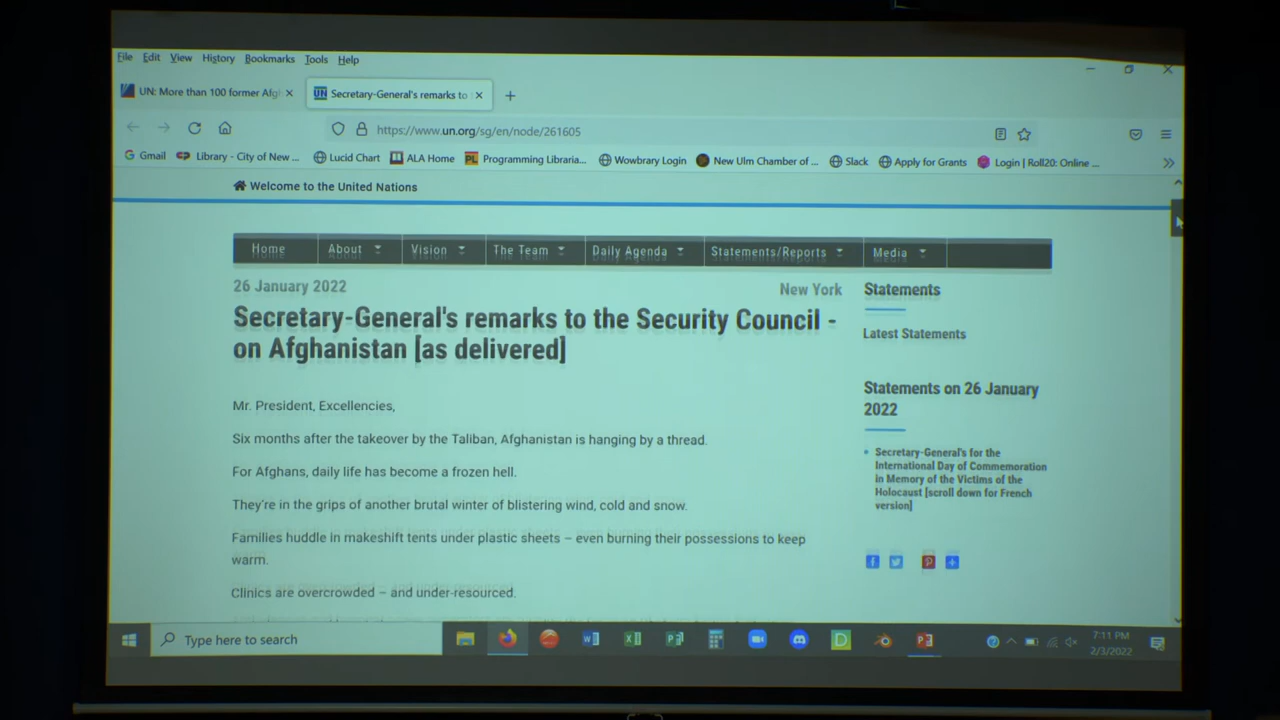 File Edit View History Bookmarks Tools Help
UN: More than 100 former Afg
Secretary-General's remarks to
https://www.un.org/sg/en/node/261605
Gmail Library - City of New ... Lucid Chart ALA Home Programming Libraria... Wowbrary Login New Ulm Chamber of ... Slack Apply for Grants Login | Roll20: Online ...
Welcome to the United Nations
Home About Vision The Team Daily Agenda Statements/Reports Media
26 January 2022
New York
Secretary-General's remarks to the Security Council -
on Afghanistan [as delivered]
Mr. President, Excellencies,
Six months after the takeover by the Taliban, Afghanistan is hanging by a thread.
For Afghans, daily life has become a frozen hell.
They're in the grips of another brutal winter of blistering wind, cold and snow.
Families huddle in makeshift tents under plastic sheets – even burning their possessions to keep
warm.
Clinics are overcrowded – and under-resourced.
Statements
Latest Statements
Statements on 26 January
2022
Secretary-General's for the
International Day of Commemoration
in Memory of the Victims of the
Holocaust [scroll down for French
version]
Type here to search
7:11 PM
2/3/2022